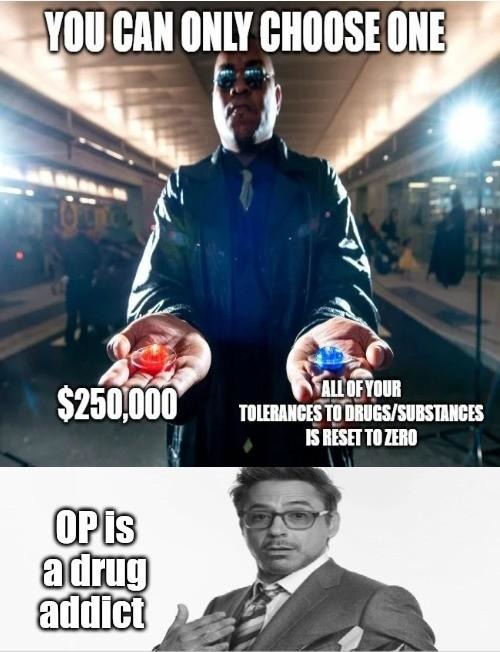 YOU CAN ONLY CHOOSE ONE
$250,000
ALL OF YOUR
TOLERANCES TO DRUGS/SUBSTANCES
IS RESET TO ZERO
OP is
a drug
addict